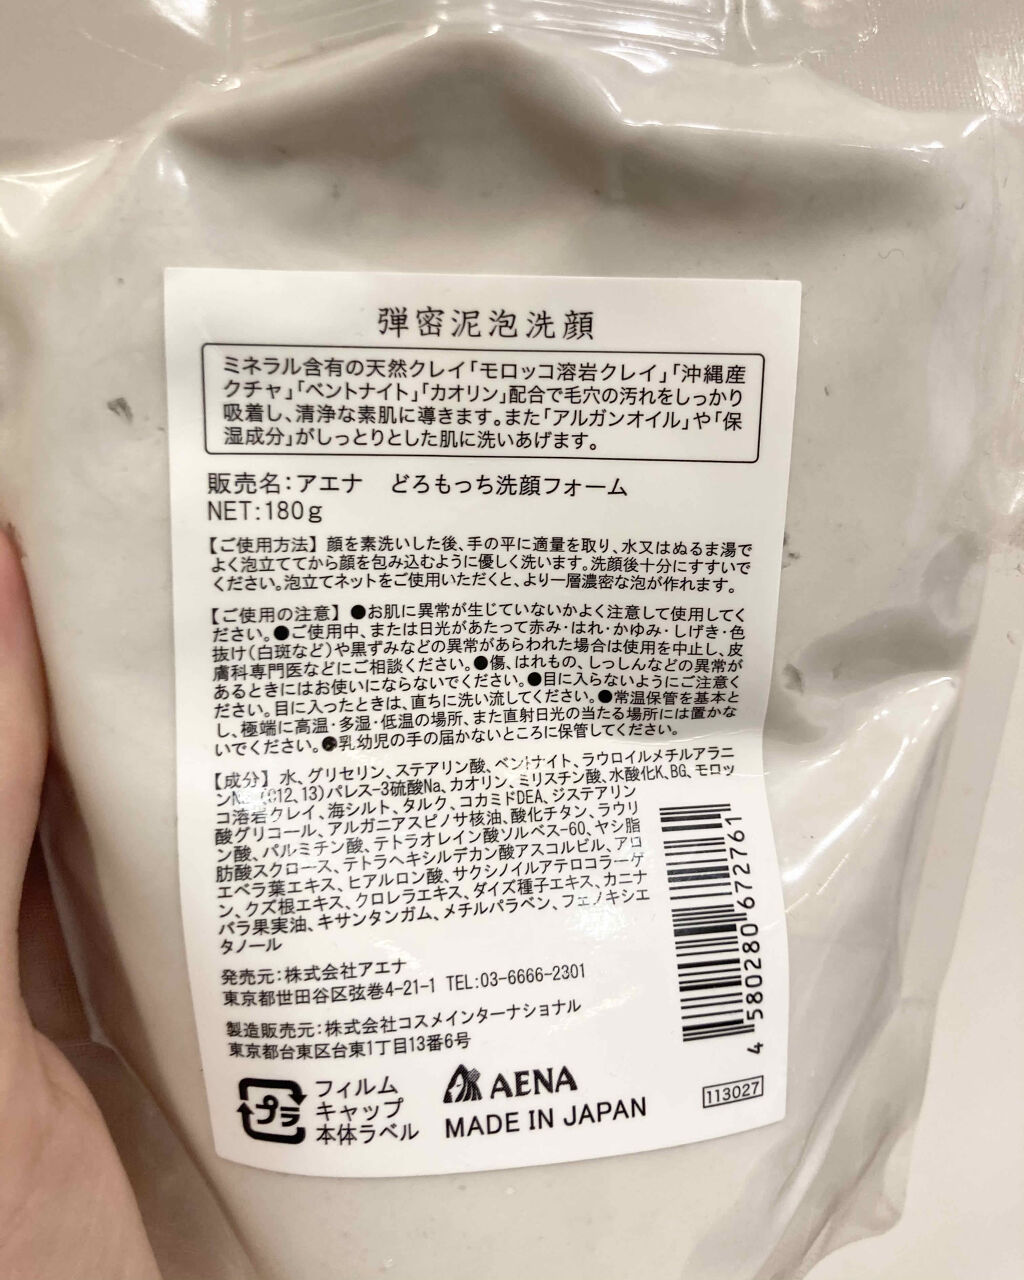 弾密泥泡洗顔
ミネラル含有の天然クレイ「モロッコ溶岩クレイ」「沖縄産
クチャ」「ベントナイト」「カオリン」配合で毛穴の汚れをしっかり
吸着し、清浄な素肌に導きます。また「アルガンオイル」や「保
湿成分」がしっとりとした肌に洗いあげます。
販売名:アエナ どろもっち洗顔フォーム
NET:180g
【ご使用方法】顔を素洗いした後、手の平に適量を取り、水又はぬるま湯で
よく泡立ててから顔を包み込むように優しく洗います。洗顔後十分にすすいで
ください。泡立てネットをご使用いただくと、より一層濃密な泡が作れます。
【ご使用の注意】●お肌に異常が生じていないかよく注意して使用してく
ださい。●ご使用中、または日光があたって赤み・はれ・かゆみ・しげき・色
抜け(白斑など)や黒ずみなどの異常があらわれた場合は使用を中止し、皮
膚科専門医などにご相談ください。●傷、はれもの、しっしんなどの異常が
あるときにはお使いにならないでください。●目に入らないようにご注意く
ださい。目に入ったときは、直ちに洗い流してください。●常温保管を基本と
し、極端に高温・多湿・低温の場所、また直射日光の当たる場所には置かな
いでください。●乳幼児の手の届かないところに保管してください。
【成分】水、グリセリン、ステアリン酸、ベントナイト、ラウロイルメチルアラニ
ンNa、(C12、13)パレス-3硫酸Na、カオリン、ミリスチン酸、水酸化K、BG、モロッ
コ溶岩クレイ、海シルト、タルク、コカミドDEA、ジステアリン
酸グリコール、アルガニアスピノサ核油、酸化チタン、ラウリ
ン酸、パルミチン酸、テトラオレイン酸ソルベス-60、ヤシ脂
肪酸スクロース、テトラヘキシルデカン酸アスコルビル、アロ
エベラ葉エキス、ヒアルロン酸、サクシノイルアテロコラーゲ
ン、クズ根エキス、クロレラエキス、ダイズ種子エキス、カニナ
バラ果実油、キサンタンガム、メチルパラベン、フェノキシエ
タノール
発売元:株式会社アエナ
東京都世田谷区弦巻4-21-1 TEL:03-6666-2301
製造販売元:株式会社コスメインターナショナル
東京都台東区台東1丁目13番6号
プラ
フィルム
キャップ
本体ラベル
AENA
MADE IN JAPAN
4580280672761
113027